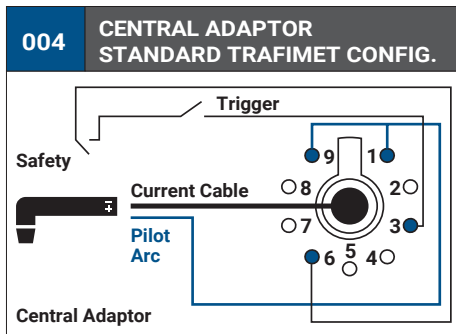 004
CENTRAL ADAPTOR
STANDARD TRAFIMET CONFIG.
Trigger
Safety
9
1
8
2
Current Cable
7
3
Pilot
Arc
6
5
4
Central Adaptor